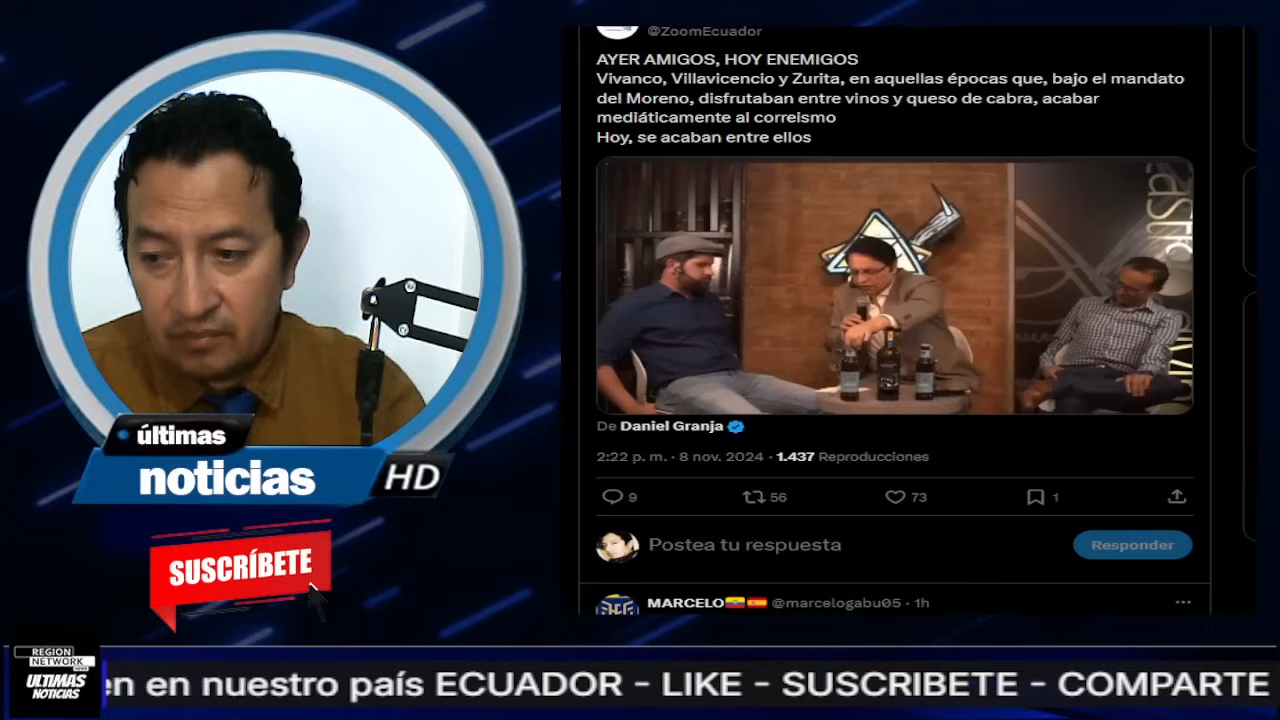 @ZoomEcuador
AYER AMIGOS, HOY ENEMIGOS
Vivanco, Villavicencio y Zurita, en aquellas épocas que, bajo el mandato
del Moreno, disfrutaban entre vinos y queso de cabra, acabar
mediáticamente al correismo
Hoy, se acaban entre ellos
De Daniel Granja
2:22 p. m. · 8 nov. 2024 · 1.437 Reproducciones
9 56 73 1
Postea tu respuesta
Responder
MARCELO @marcelogabu05 · 1h
últimas
noticias HD
SUSCRÍBETE
REGION
NETWORK
ULTIMAS
NOTICIAS
en en nuestro país ECUADOR - LIKE - SUSCRIBETE - COMPARTE